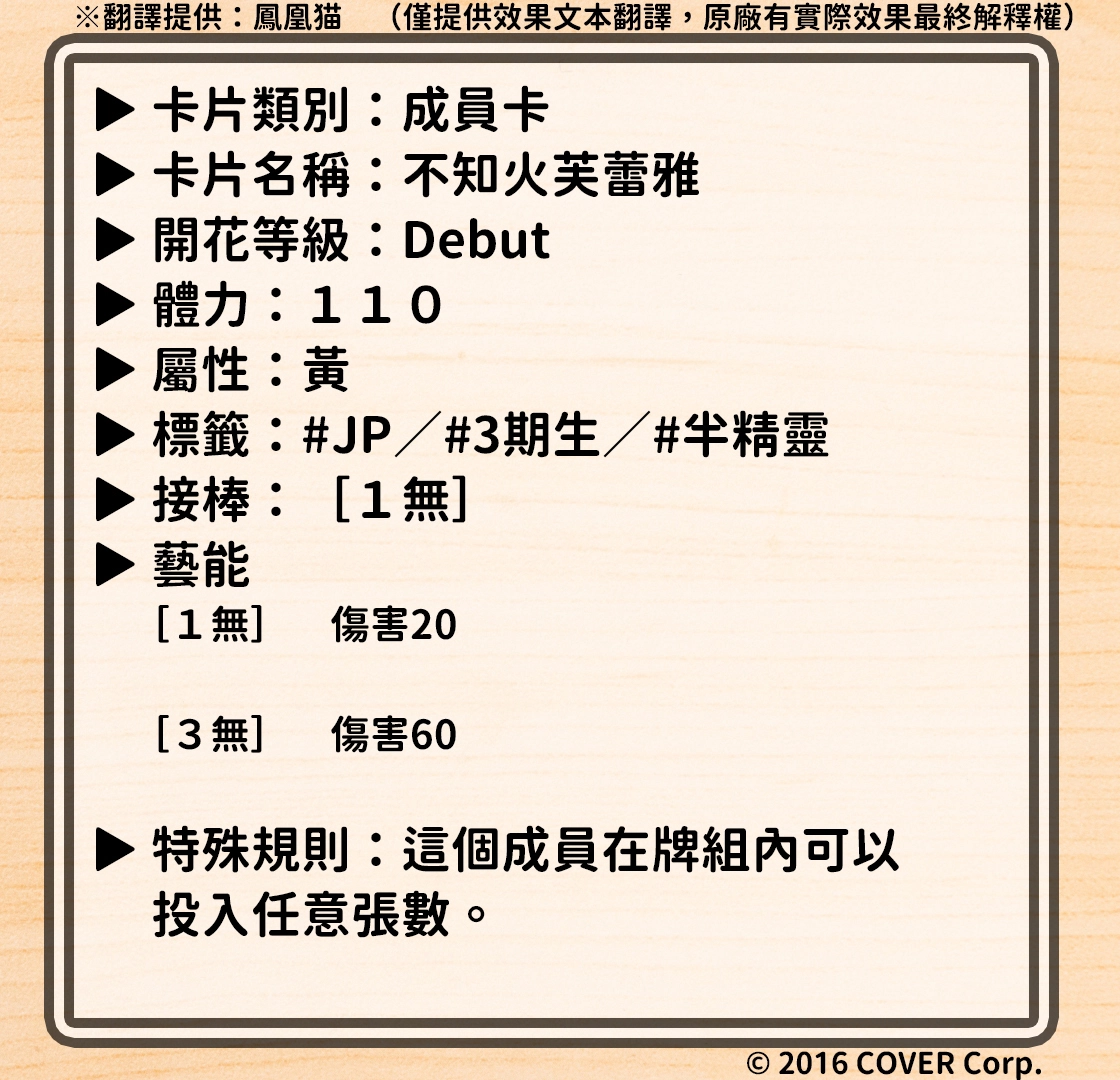 ※翻譯提供：鳳凰猫　（僅提供效果文本翻譯，原廠有實際效果最終解釋權）
▶ 卡片類別：成員卡
▶ 卡片名稱：不知火芙蕾雅
▶ 開花等級：Debut
▶ 體力：１１０
▶ 屬性：黃
▶ 標籤：#JP／#3期生／#半精靈
▶ 接棒：［１無］
▶ 藝能
［１無］　傷害20
［３無］　傷害60
▶ 特殊規則：這個成員在牌組內可以
投入任意張數。
© 2016 COVER Corp.